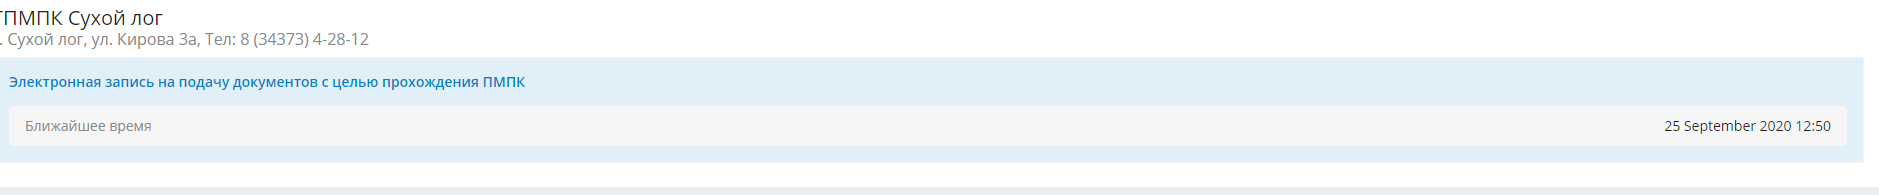 ТПМПК Сухой лог
. Сухой лог, ул. Кирова 3а, Тел: 8 (34373) 4-28-12
Электронная запись на подачу документов с целью прохождения ПМПК
Ближайшее время 25 September 2020 12:50